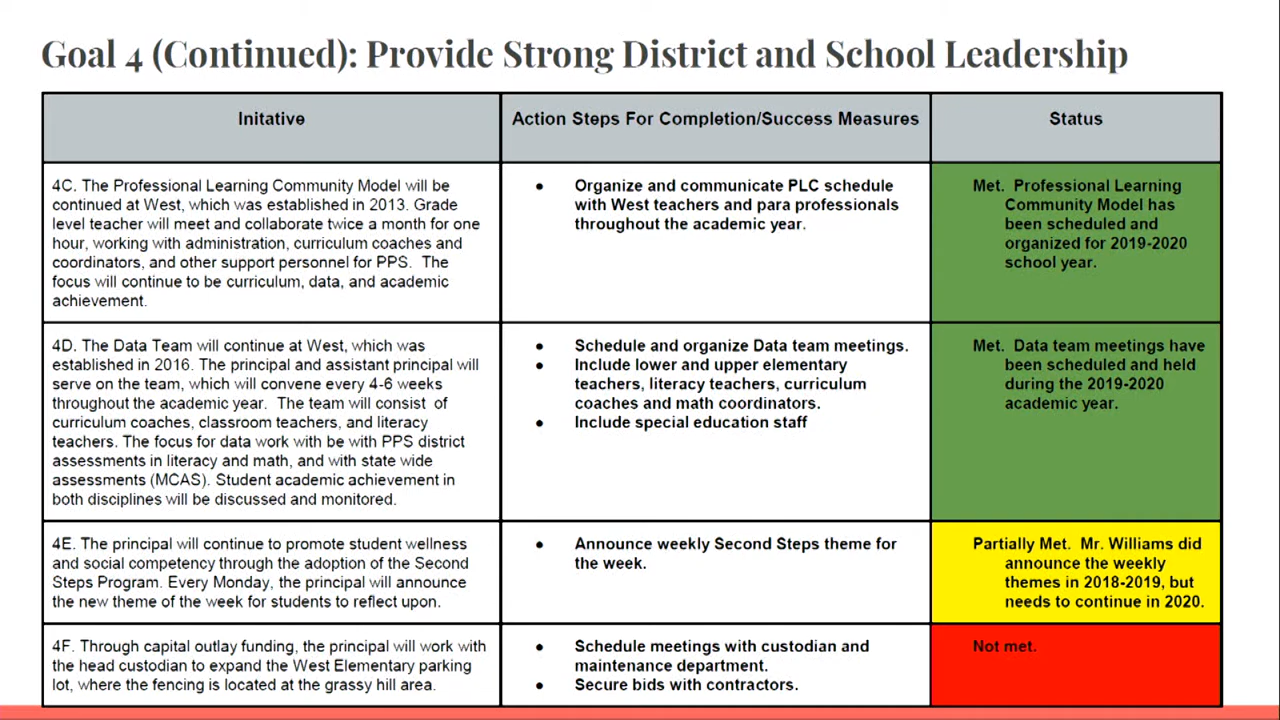 Goal 4 (Continued): Provide Strong District and School Leadership
Initative
Action Steps For Completion/Success Measures
Status
4C. The Professional Learning Community Model will be
continued at West, which was established in 2013. Grade
level teacher will meet and collaborate twice a month for one
hour, working with administration, curriculum coaches and
coordinators, and other support personnel for PPS. The
focus will continue to be curriculum, data, and academic
achievement.
● Organize and communicate PLC schedule
with West teachers and para professionals
throughout the academic year.
Met. Professional Learning
Community Model has
been scheduled and
organized for 2019-2020
school year.
4D. The Data Team will continue at West, which was
established in 2016. The principal and assistant principal will
serve on the team, which will convene every 4-6 weeks
throughout the academic year. The team will consist of
curriculum coaches, classroom teachers, and literacy
teachers. The focus for data work with be with PPS district
assessments in literacy and math, and with state wide
assessments (MCAS). Student academic achievement in
both disciplines will be discussed and monitored.
● Schedule and organize Data team meetings.
● Include lower and upper elementary
teachers, literacy teachers, curriculum
coaches and math coordinators.
● Include special education staff
Met. Data team meetings have
been scheduled and held
during the 2019-2020
academic year.
4E. The principal will continue to promote student wellness
and social competency through the adoption of the Second
Steps Program. Every Monday, the principal will announce
the new theme of the week for students to reflect upon.
● Announce weekly Second Steps theme for
the week.
Partially Met. Mr. Williams did
announce the weekly
themes in 2018-2019, but
needs to continue in 2020.
4F. Through capital outlay funding, the principal will work with
the head custodian to expand the West Elementary parking
lot, where the fencing is located at the grassy hill area.
● Schedule meetings with custodian and
maintenance department.
● Secure bids with contractors.
Not met.